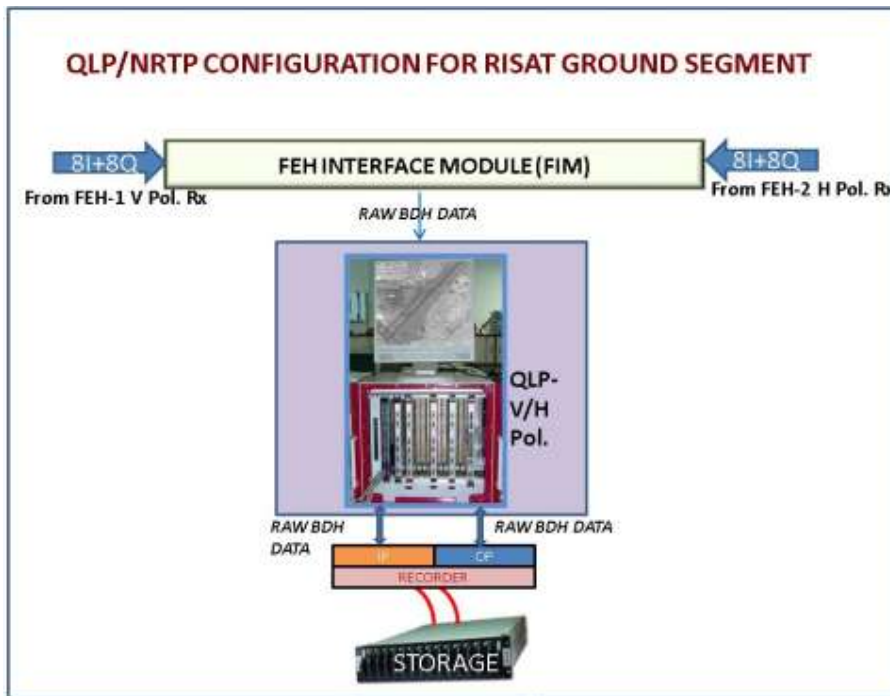 QLP/NRTP CONFIGURATION FOR RISAT GROUND SEGMENT
8I+8Q
FEH INTERFACE MODULE (FIM)
8I+8Q
From FEH-1 V Pol. Rx
From FEH-2 H Pol. Rx
RAW BDH DATA
QLP-
V/H
Pol.
RAW BDH
DATA
RAW BDH DATA
RECORDER
STORAGE